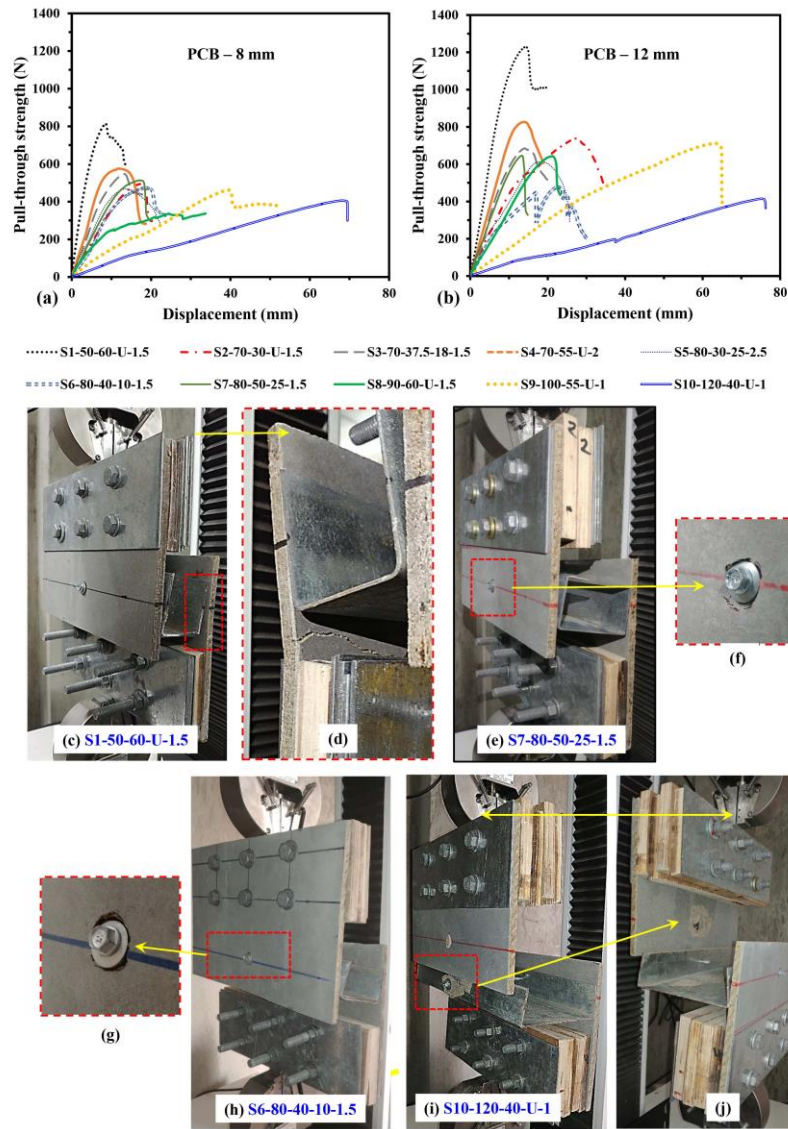 PCB – 8 mm
Pull-through strength (N)
1400
1200
1000
800
600
400
200
0
0 20 40 60 80
(a)
Displacement (mm)
PCB – 12 mm
Pull-through strength (N)
1400
1200
1000
800
600
400
200
0
0 20 40 60 80
(b)
Displacement (mm)
S1-50-60-U-1.5 S2-70-30-U-1.5 S3-70-37.5-18-1.5 S4-70-55-U-2 S5-80-30-25-2.5
S6-80-40-10-1.5 S7-80-50-25-1.5 S8-90-60-U-1.5 S9-100-55-U-1 S10-120-40-U-1
2 2
(c) S1-50-60-U-1.5
(d)
(e) S7-80-50-25-1.5
(f)
(g)
(h) S6-80-40-10-1.5
(i) S10-120-40-U-1
(j)